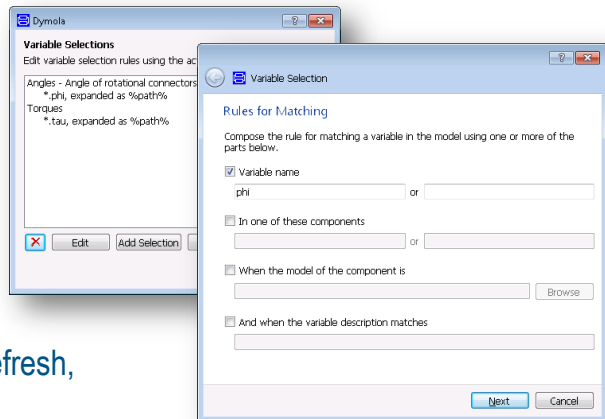 Dymola
Variable Selections
Edit variable selection rules using the ac
Angles - Angle of rotational connectors
*.phi, expanded as %path%
Torques
*.tau, expanded as %path%
Edit
Add Selection
Variable Selection
Rules for Matching
Compose the rule for matching a variable in the model using one or more of the
parts below.
Variable name
phi or
In one of these components
or
When the model of the component is
Browse
And when the variable description matches
Next Cancel
efresh,